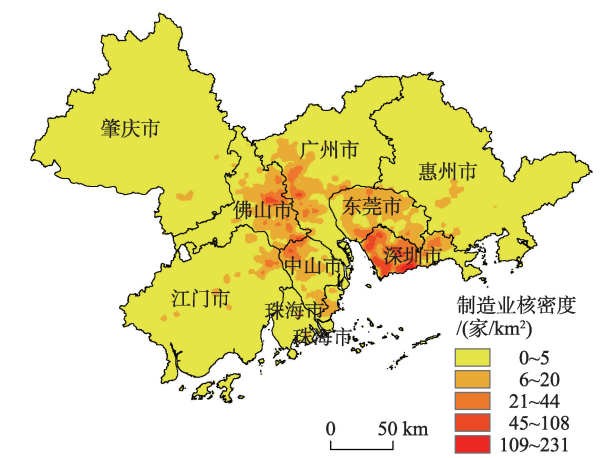 肇庆市
广州市
惠州市
佛山市
东莞市
深圳市
中山市
江门市
珠海市
珠海市
制造业核密度
/(家/km²)
0~5
6~20
21~44
45~108
109~231
0 50 km